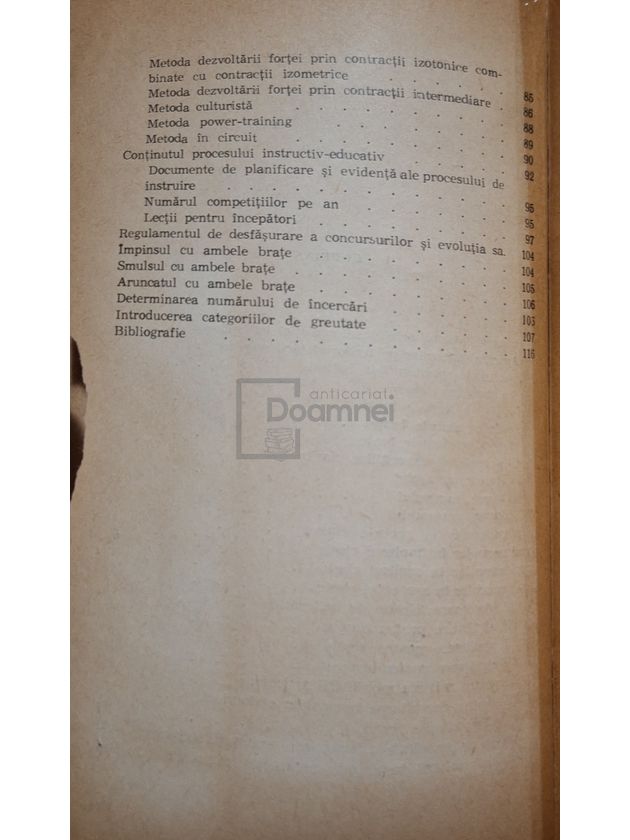 Metoda dezvoltării forței prin contracții izotonice com-
binate cu contracții izometrice . . . . . 85
Metoda dezvoltării forței prin contracții intermediare . 86
Metoda culturistă . . . . . . . . 88
Metoda power-training . . . . . . . 89
Metoda în circuit . . . . . . . . 90
Conținutul procesului instructiv-educativ . . . . 92
Documente de planificare și evidență ale procesului de
instruire . . . . . . . . . . 95
Numărul competițiilor pe an . . . . . . 95
Lecții pentru începători . . . . . . . 97
Regulamentul de desfășurare a concursurilor și evoluția sa. 104
Împinsul cu ambele brațe . . . . . . . 104
Smulsul cu ambele brațe . . . . . . . 105
Aruncatul cu ambele brațe . . . . . . . 106
Determinarea numărului de încercări . . . . . 103
Introducerea categoriilor de greutate . . . . . 107
Bibliografie . . . . . . . . . . 116
anticariat
Doamnei